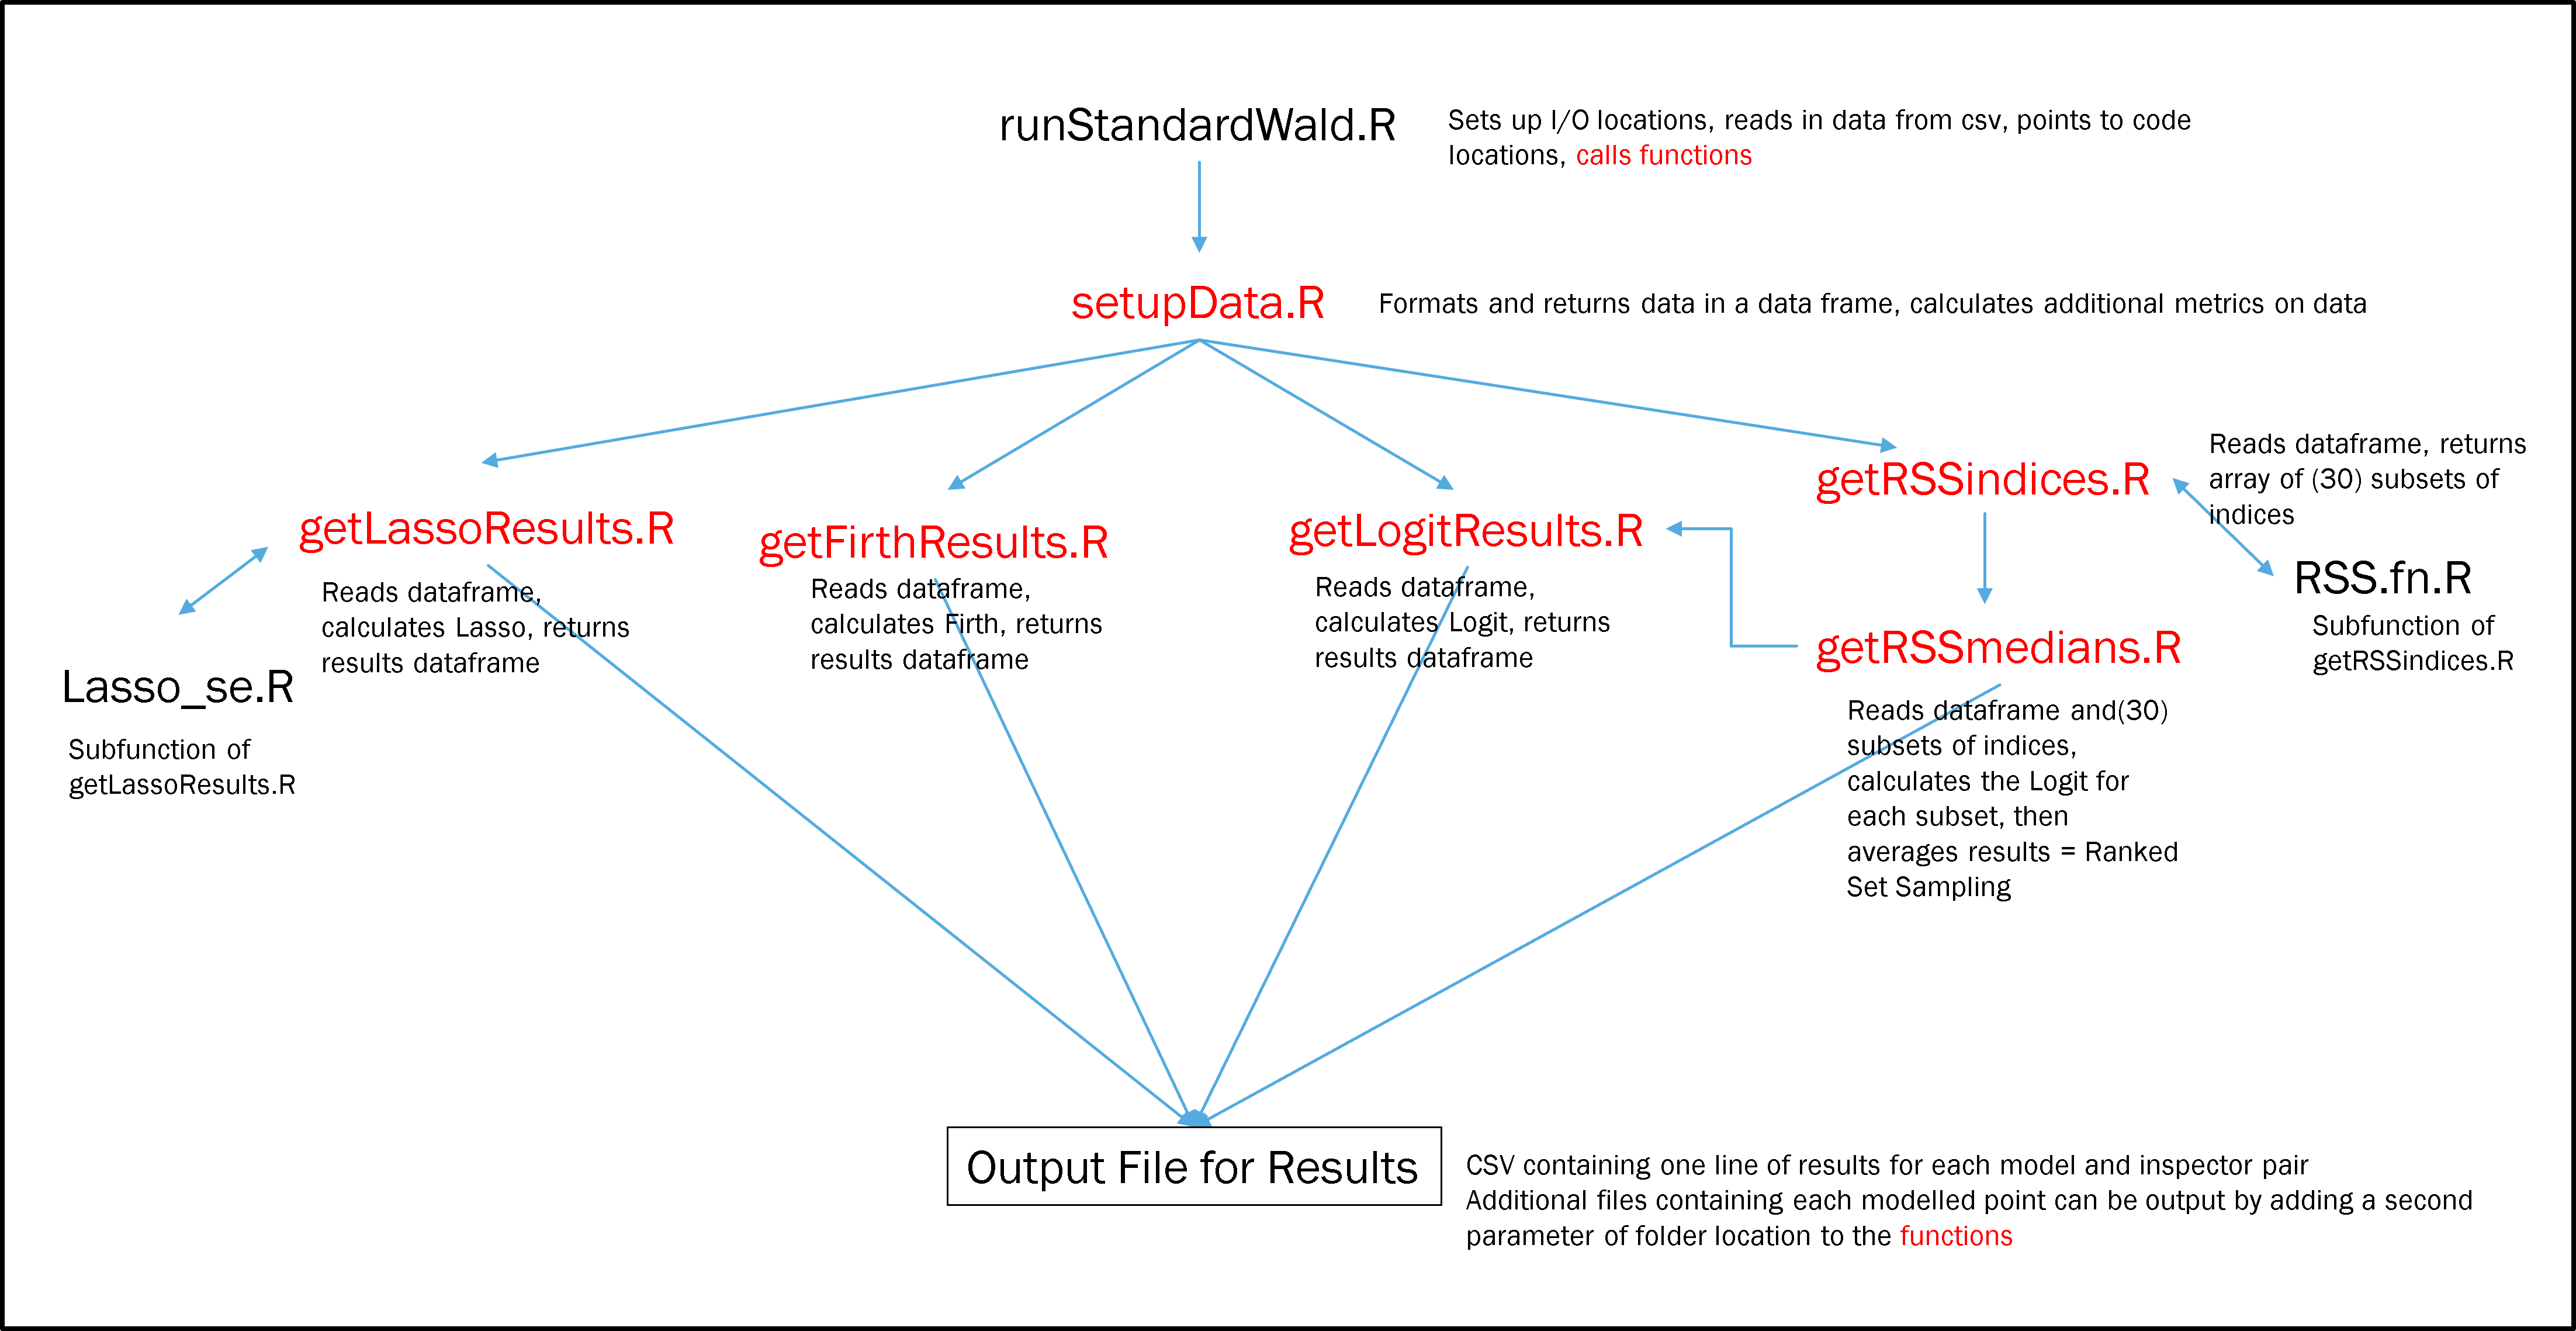 runStandardWald.R
Sets up I/O locations, reads in data from csv, points to code
locations, calls functions
setupData.R
Formats and returns data in a data frame, calculates additional metrics on data
getLassoResults.R
Reads dataframe,
calculates Lasso, returns
results dataframe
Lasso_se.R
Subfunction of
getLassoResults.R
getFirthResults.R
Reads dataframe,
calculates Firth, returns
results dataframe
getLogitResults.R
Reads dataframe,
calculates Logit, returns
results dataframe
getRSSindices.R
Reads dataframe, returns
array of (30) subsets of
indices
RSS.fn.R
Subfunction of
getRSSindices.R
getRSSmedians.R
Reads dataframe and(30)
subsets of indices,
calculates the Logit for
each subset, then
averages results = Ranked
Set Sampling
Output File for Results
CSV containing one line of results for each model and inspector pair
Additional files containing each modelled point can be output by adding a second
parameter of folder location to the functions